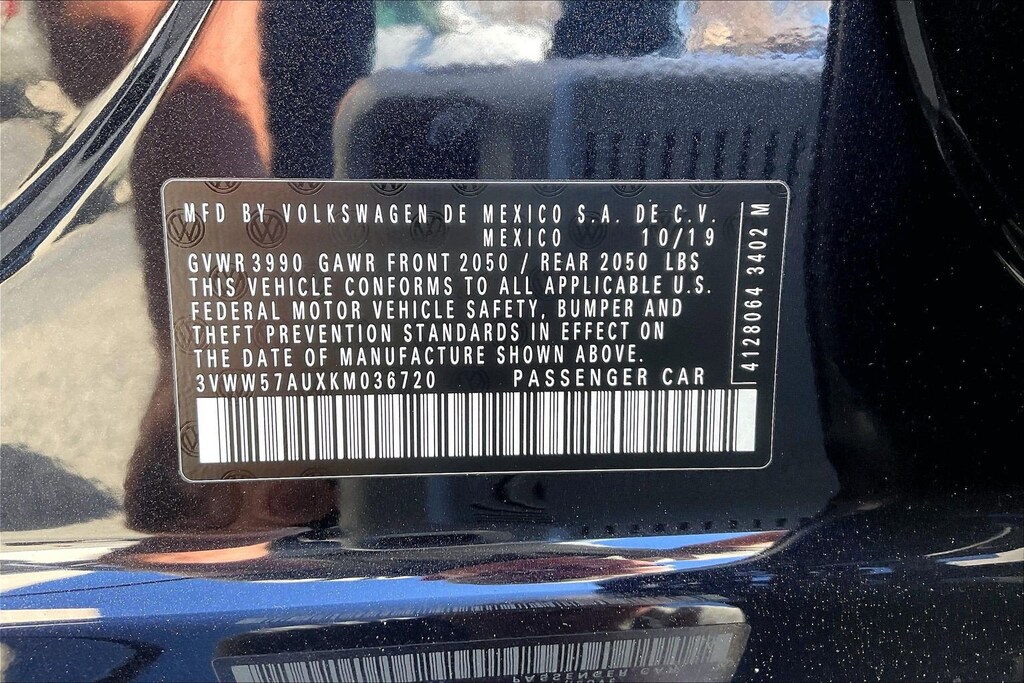 MFD BY VOLKSWAGEN DE MEXICO S.A. DE C.V.
MEXICO 10/19
GVWR 3990 GAWR FRONT 2050 / REAR 2050 LBS
THIS VEHICLE CONFORMS TO ALL APPLICABLE U.S.
FEDERAL MOTOR VEHICLE SAFETY, BUMPER AND
THEFT PREVENTION STANDARDS IN EFFECT ON
THE DATE OF MANUFACTURE SHOWN ABOVE.
3VWW57AUXKM036720 PASSENGER CAR
4128064 3402 M
PASSENGER CAR